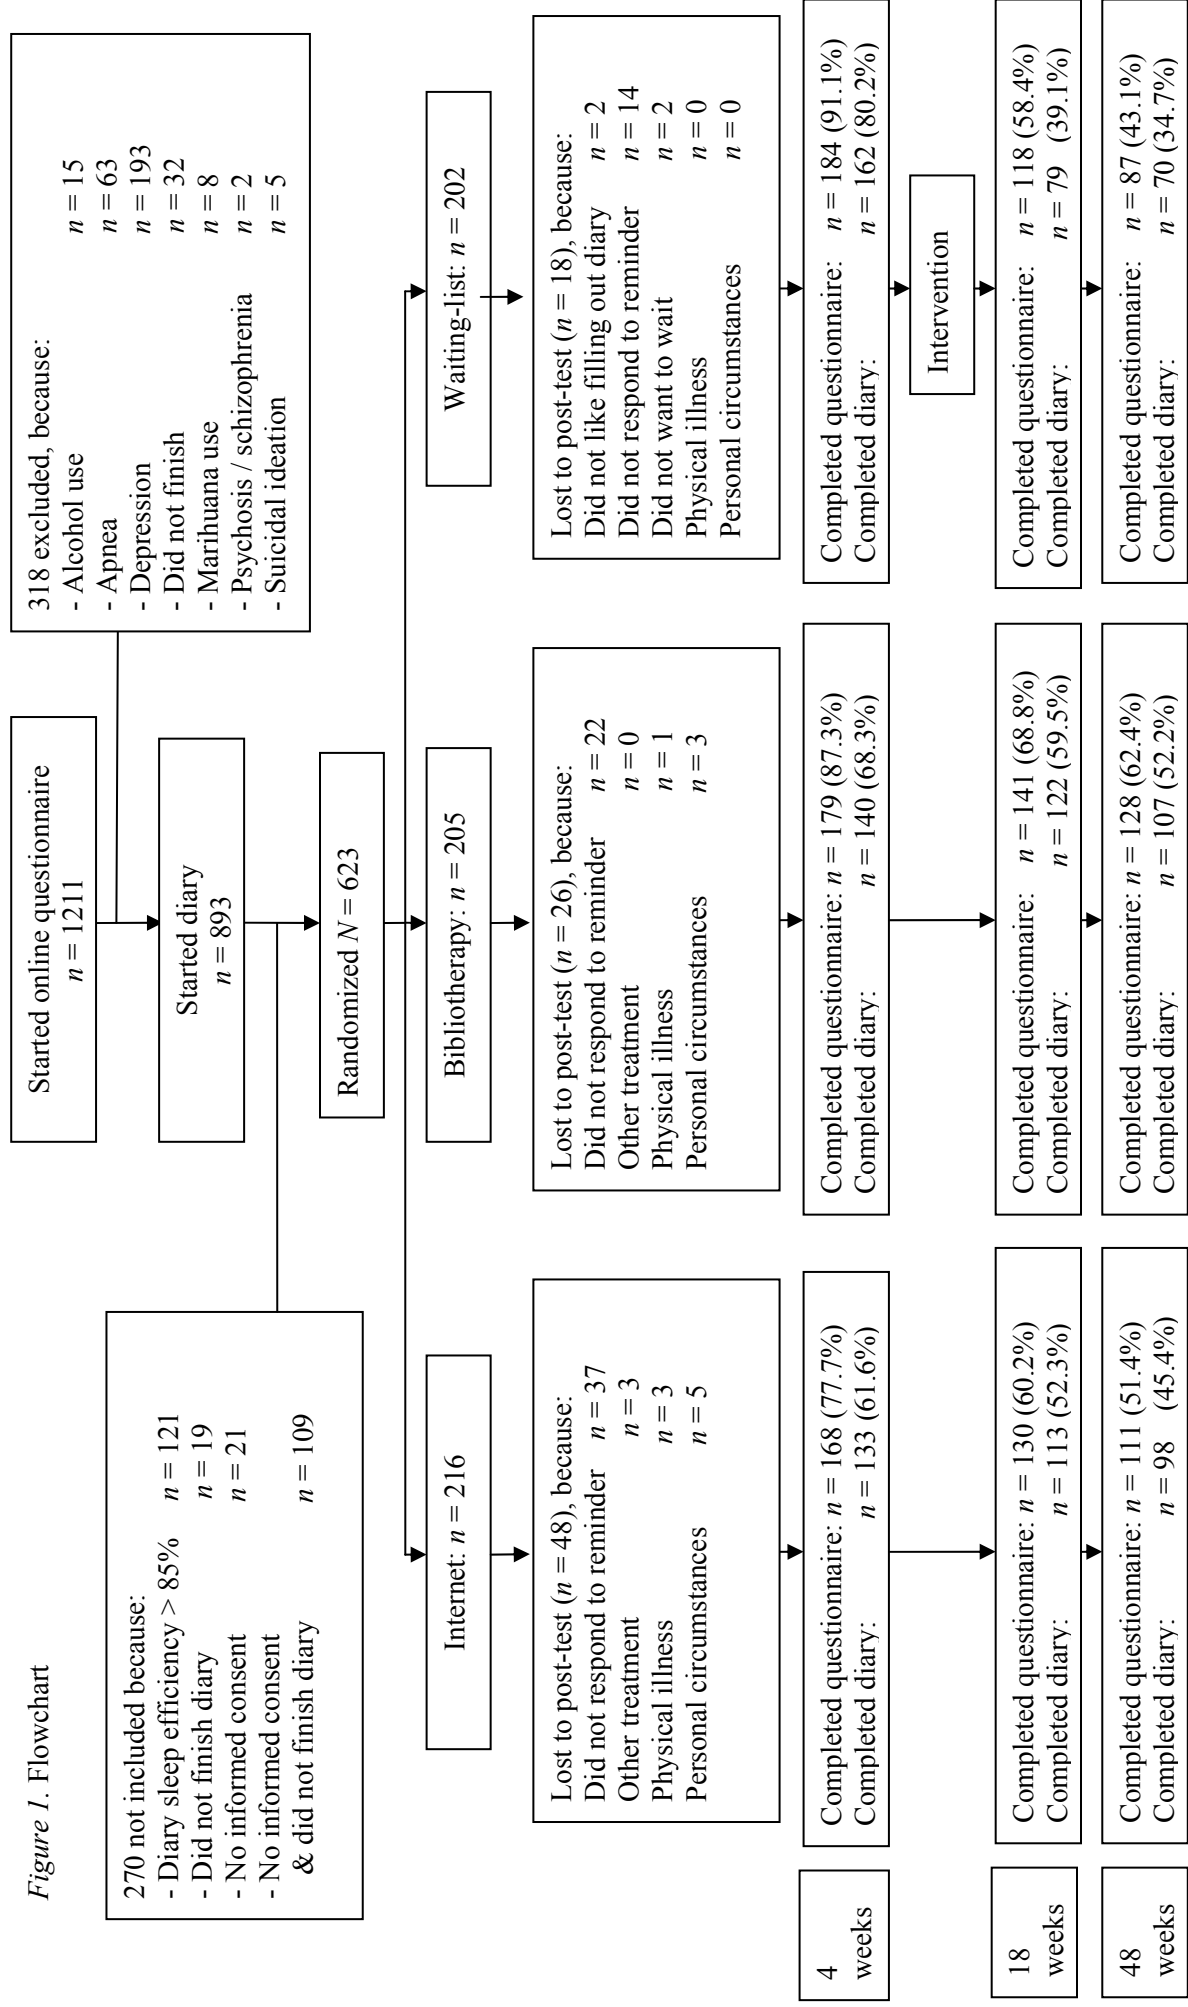 Figure 1. Flowchart
Started online questionnaire
n = 1211
318 excluded, because:
- Alcohol use n = 15
- Apnea n = 63
- Depression n = 193
- Did not finish n = 32
- Marihuana use n = 8
- Psychosis / schizophrenia n = 2
- Suicidal ideation n = 5
Started diary
n = 893
270 not included because:
- Diary sleep efficiency > 85% n = 121
- Did not finish diary n = 19
- No informed consent n = 21
- No informed consent
& did not finish diary n = 109
Randomized N = 623
Internet: n = 216
Bibliotherapy: n = 205
Waiting-list: n = 202
Lost to post-test (n = 48), because:
Did not respond to reminder n = 37
Other treatment n = 3
Physical illness n = 3
Personal circumstances n = 5
Lost to post-test (n = 26), because:
Did not respond to reminder n = 22
Other treatment n = 0
Physical illness n = 1
Personal circumstances n = 3
Lost to post-test (n = 18), because:
Did not like filling out diary n = 2
Did not respond to reminder n = 14
Did not want to wait n = 2
Physical illness n = 0
Personal circumstances n = 0
4
weeks
Completed questionnaire: n = 168 (77.7%)
Completed diary: n = 133 (61.6%)
Completed questionnaire: n = 179 (87.3%)
Completed diary: n = 140 (68.3%)
Completed questionnaire: n = 184 (91.1%)
Completed diary: n = 162 (80.2%)
Intervention
18
weeks
Completed questionnaire: n = 130 (60.2%)
Completed diary: n = 113 (52.3%)
Completed questionnaire: n = 141 (68.8%)
Completed diary: n = 122 (59.5%)
Completed questionnaire: n = 118 (58.4%)
Completed diary: n = 79 (39.1%)
48
weeks
Completed questionnaire: n = 111 (51.4%)
Completed diary: n = 98 (45.4%)
Completed questionnaire: n = 128 (62.4%)
Completed diary: n = 107 (52.2%)
Completed questionnaire: n = 87 (43.1%)
Completed diary: n = 70 (34.7%)